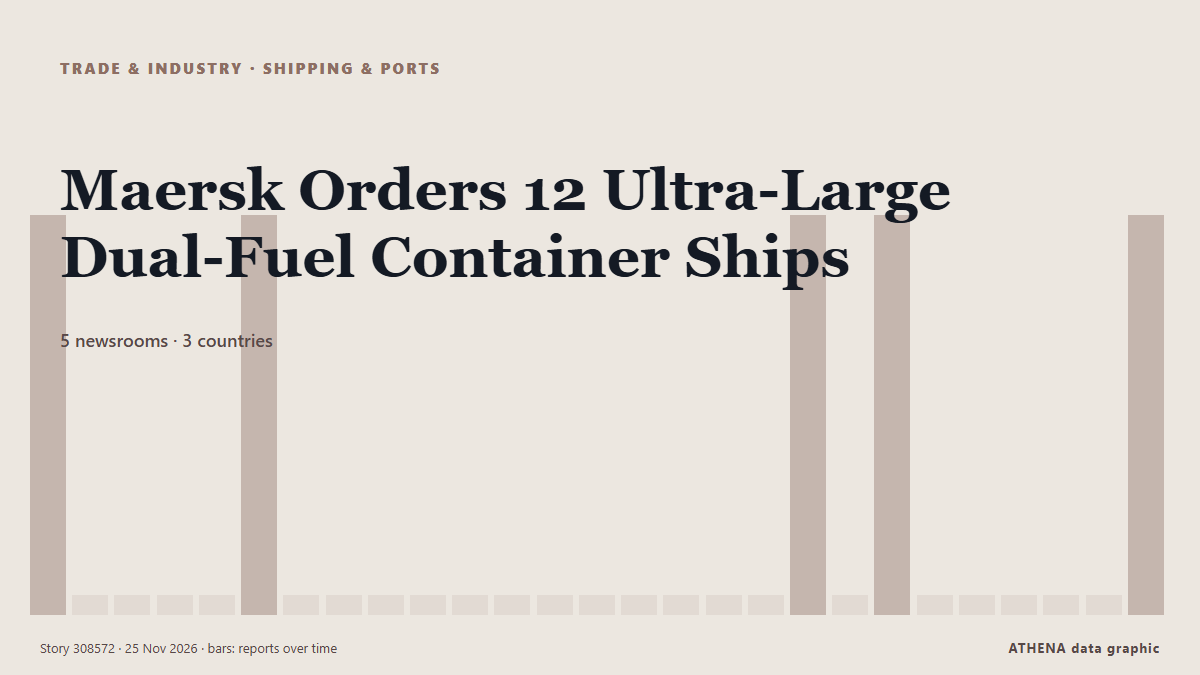 TRADE & INDUSTRY · SHIPPING & PORTS
Maersk Orders 12 Ultra-Large
Dual-Fuel Container Ships
5 newsrooms · 3 countries
Story 308572 · 25 Nov 2026 · bars: reports over time
ATHENA data graphic